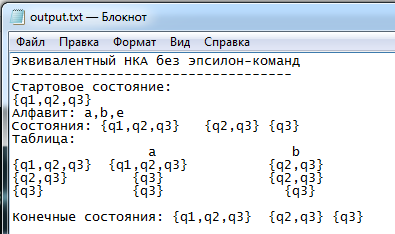 output.txt — Блокнот
Файл Правка Формат Вид Справка
Эквивалентный НКА без эпсилон-команд
-----------------------------------
Стартовое состояние:
{q1,q2,q3}
Алфавит: a,b,e
Состояния: {q1,q2,q3} {q2,q3} {q3}
Таблица:
a b
{q1,q2,q3} {q1,q2,q3} {q2,q3}
{q2,q3} {q3} {q2,q3}
{q3} {q3} {q3}
Конечные состояния: {q1,q2,q3} {q2,q3} {q3}